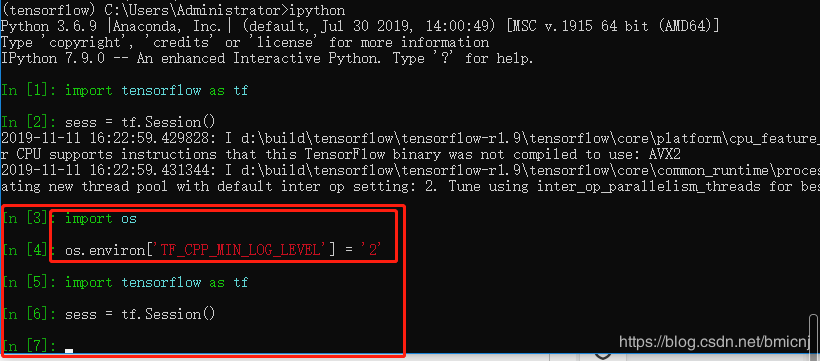 (tensorflow) C:\Users\Administrator>ipython
Python 3.6.9 |Anaconda, Inc.| (default, Jul 30 2019, 14:00:49) [MSC v.1915 64 bit (AMD64)]
Type 'copyright', 'credits' or 'license' for more information
IPython 7.9.0 -- An enhanced Interactive Python. Type '?' for help.
In [1]: import tensorflow as tf
In [2]: sess = tf.Session()
2019-11-11 16:22:59.429828: I d:\build\tensorflow\tensorflow-r1.9\tensorflow\core\platform\cpu_feature_
r CPU supports instructions that this TensorFlow binary was not compiled to use: AVX2
2019-11-11 16:22:59.431344: I d:\build\tensorflow\tensorflow-r1.9\tensorflow\core\common_runtime\proces
ating new thread pool with default inter op setting: 2. Tune using inter_op_parallelism_threads for bes
In [3]: import os
In [4]: os.environ['TF_CPP_MIN_LOG_LEVEL'] = '2'
In [5]: import tensorflow as tf
In [6]: sess = tf.Session()
In [7]:
https://blog.csdn.net/bmicnj